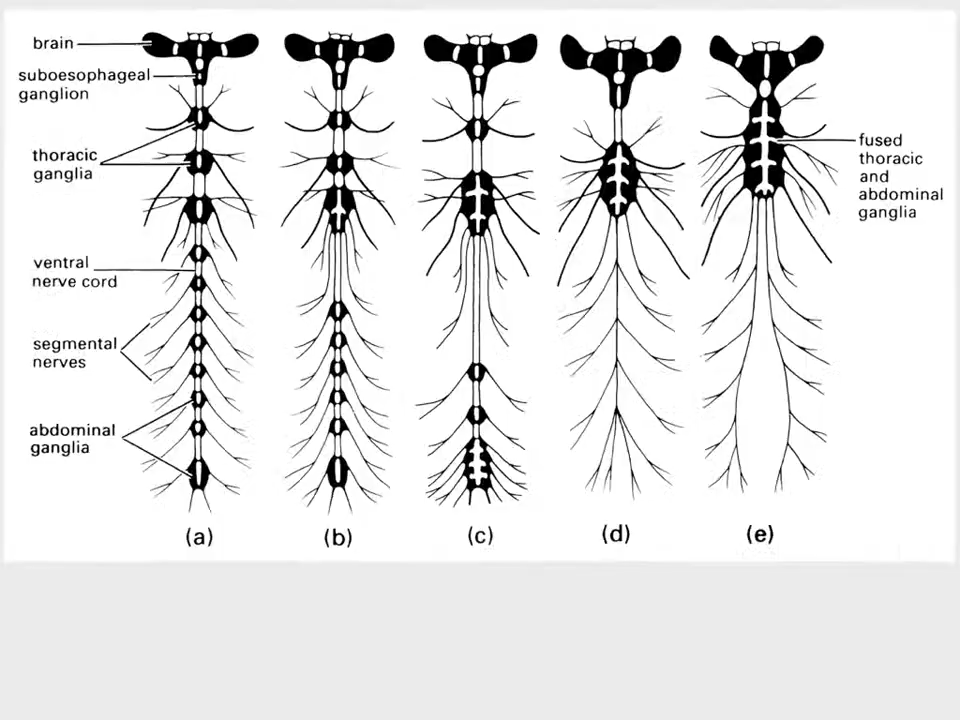 brain
suboesophageal
ganglion
thoracic
ganglia
ventral
nerve cord
segmental
nerves
abdominal
ganglia
fused
thoracic
and
abdominal
ganglia
(a) (b) (c) (d) (e)